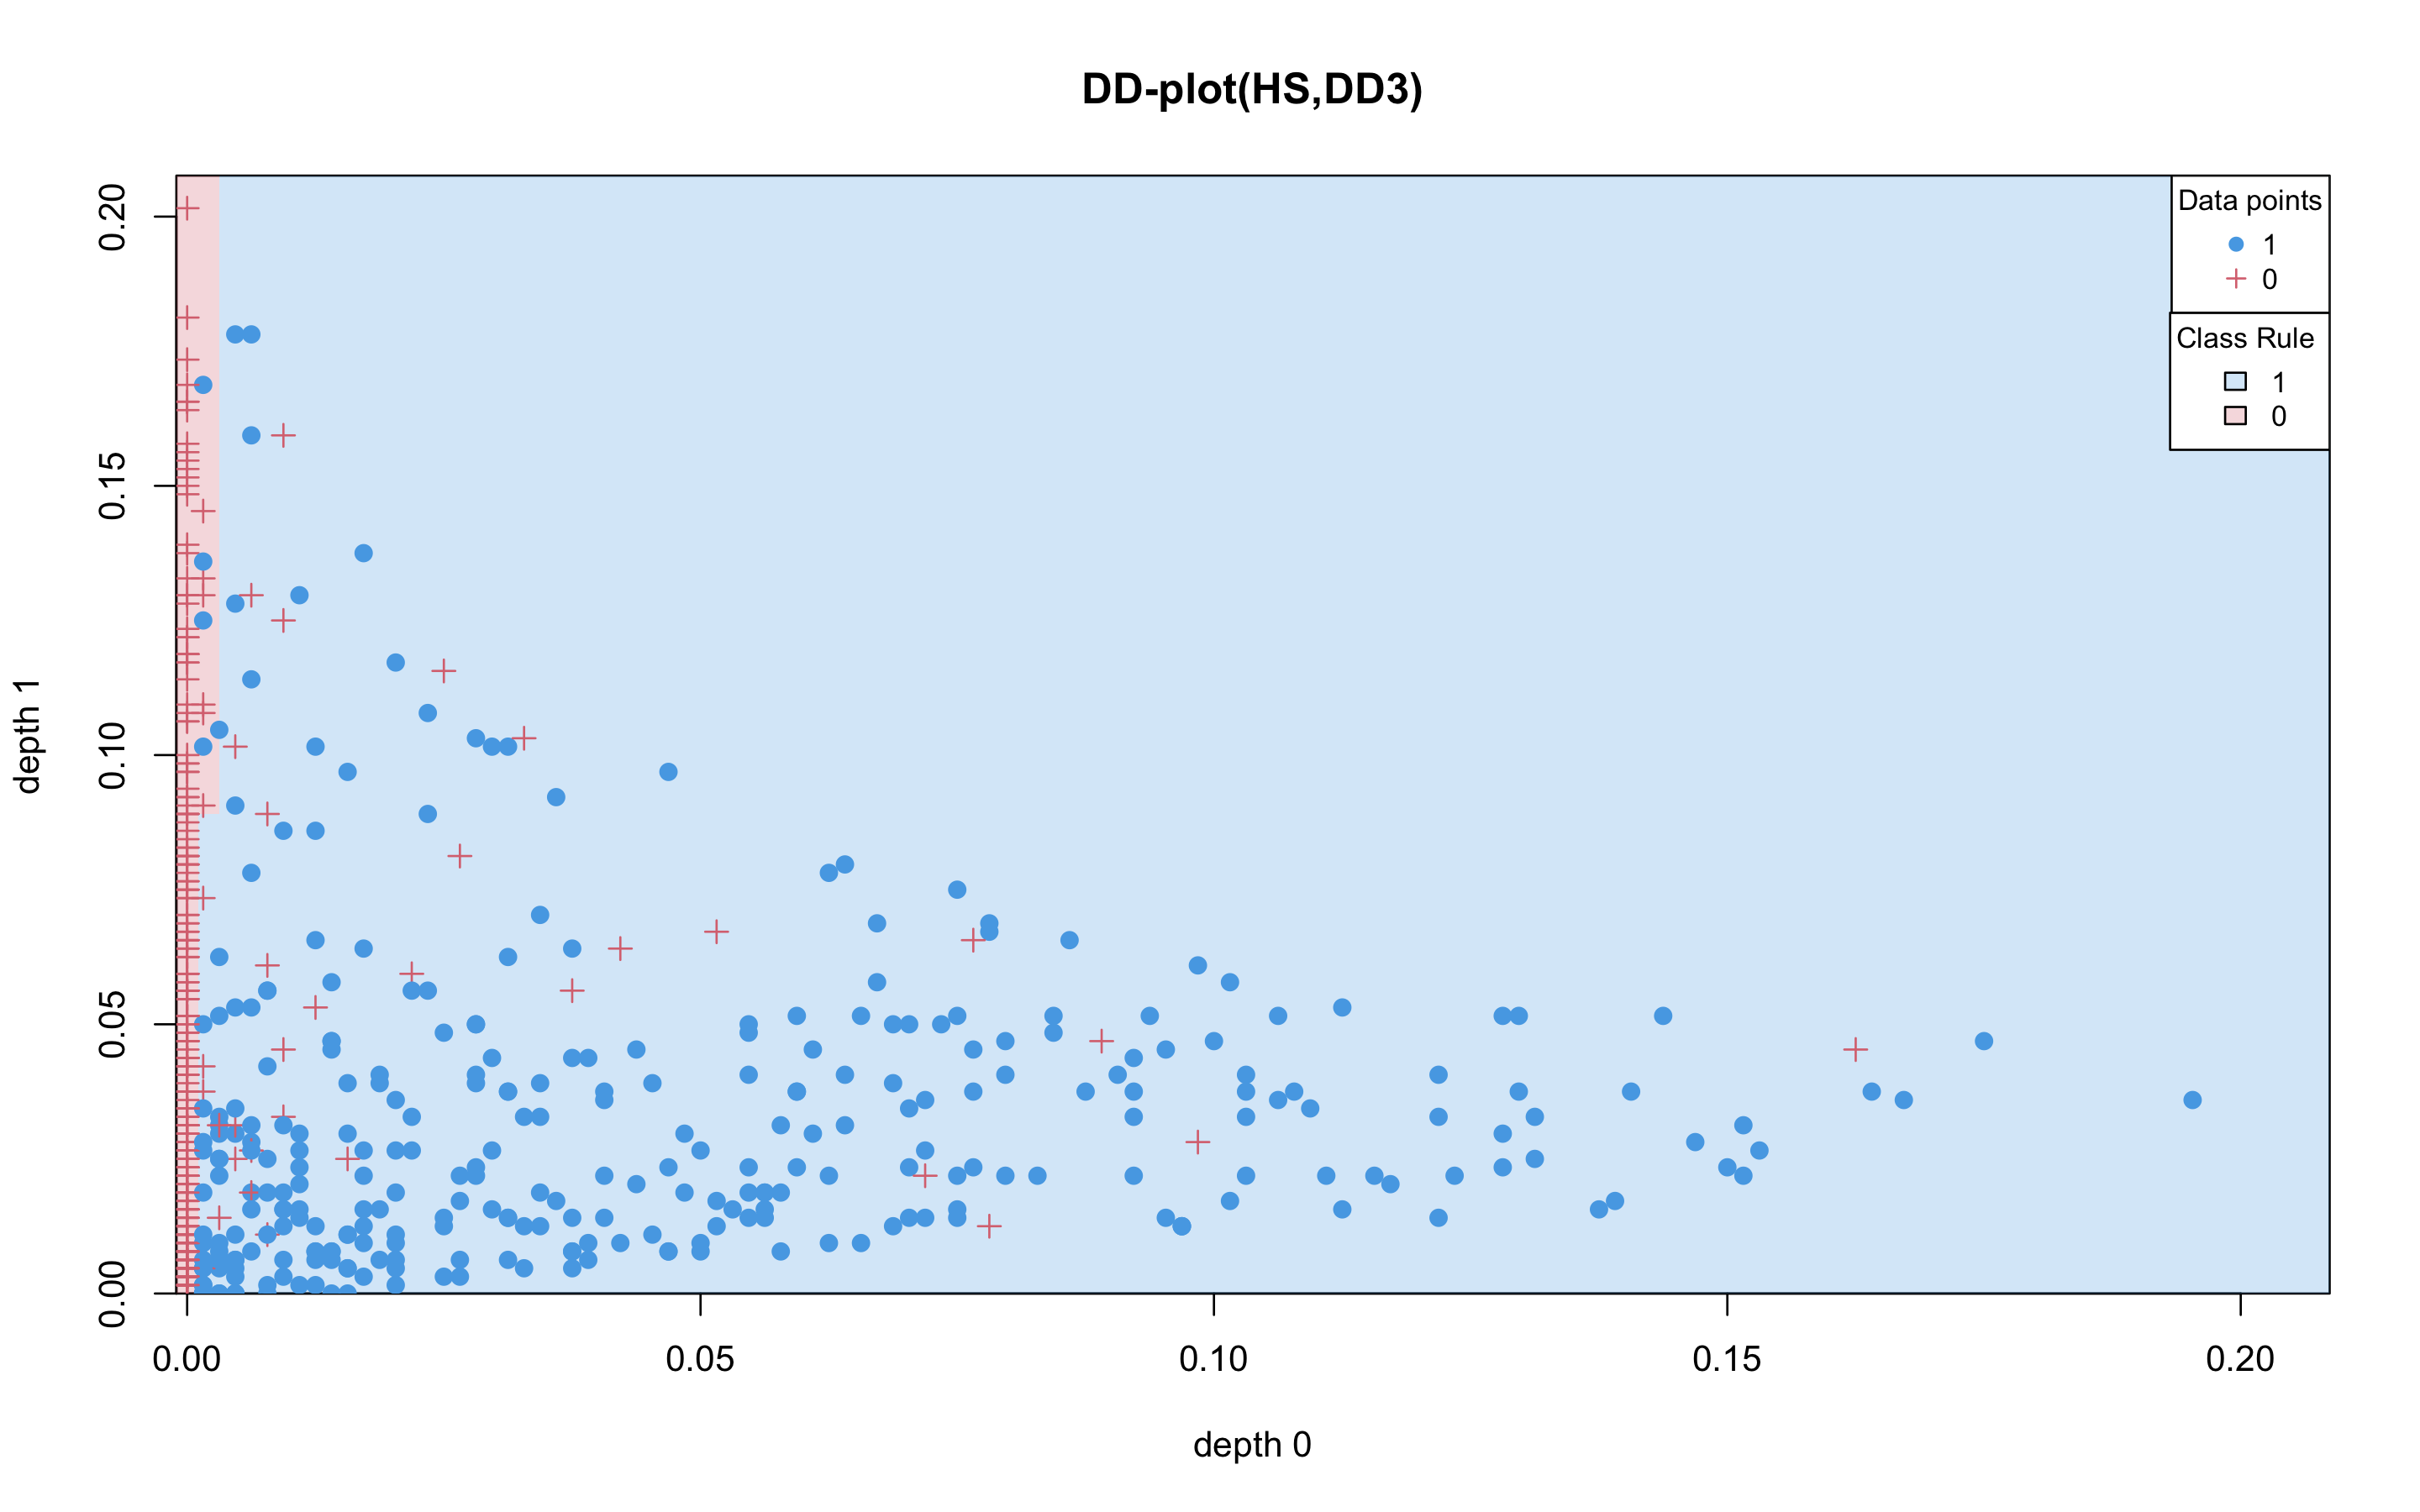 DD-plot(HS,DD3)
Data points
1
0
Class Rule
1
0
depth 1
0.20
0.15
0.10
0.05
0.00
0.00 0.05 0.10 0.15 0.20
depth 0